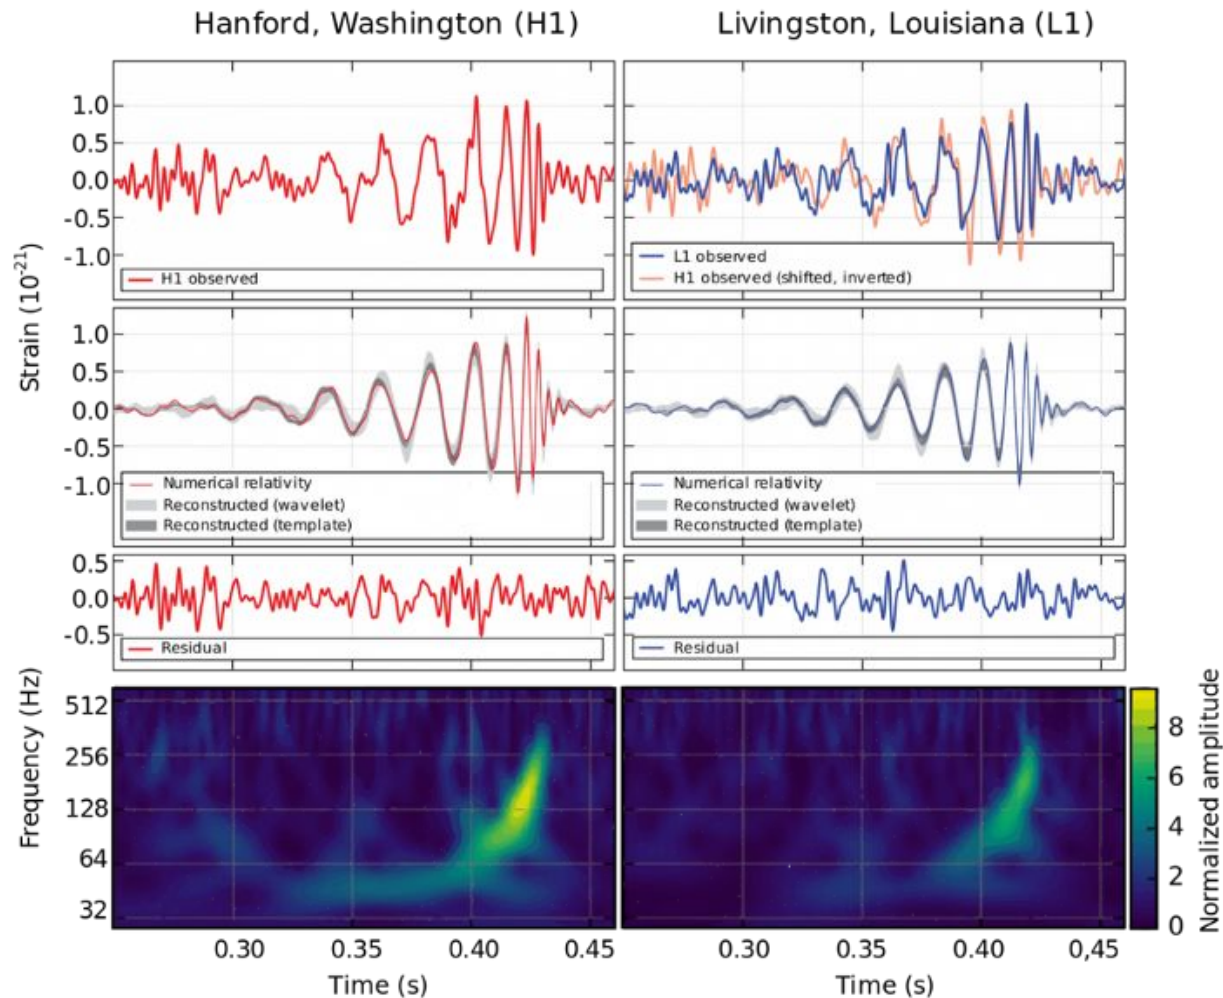 Hanford, Washington (H1)
Livingston, Louisiana (L1)
Strain (10⁻²¹)
1.0
0.5
0.0
-0.5
-1.0
H1 observed
L1 observed
H1 observed (shifted, inverted)
1.0
0.5
0.0
-0.5
-1.0
Numerical relativity
Reconstructed (wavelet)
Reconstructed (template)
Numerical relativity
Reconstructed (wavelet)
Reconstructed (template)
0.5
0.0
-0.5
Residual
Residual
Frequency (Hz)
512
256
128
64
32
Normalized amplitude
8
6
4
2
0
0.30
0.35
0.40
0.45
0.30
0.35
0.40
0,45
Time (s)
Time (s)